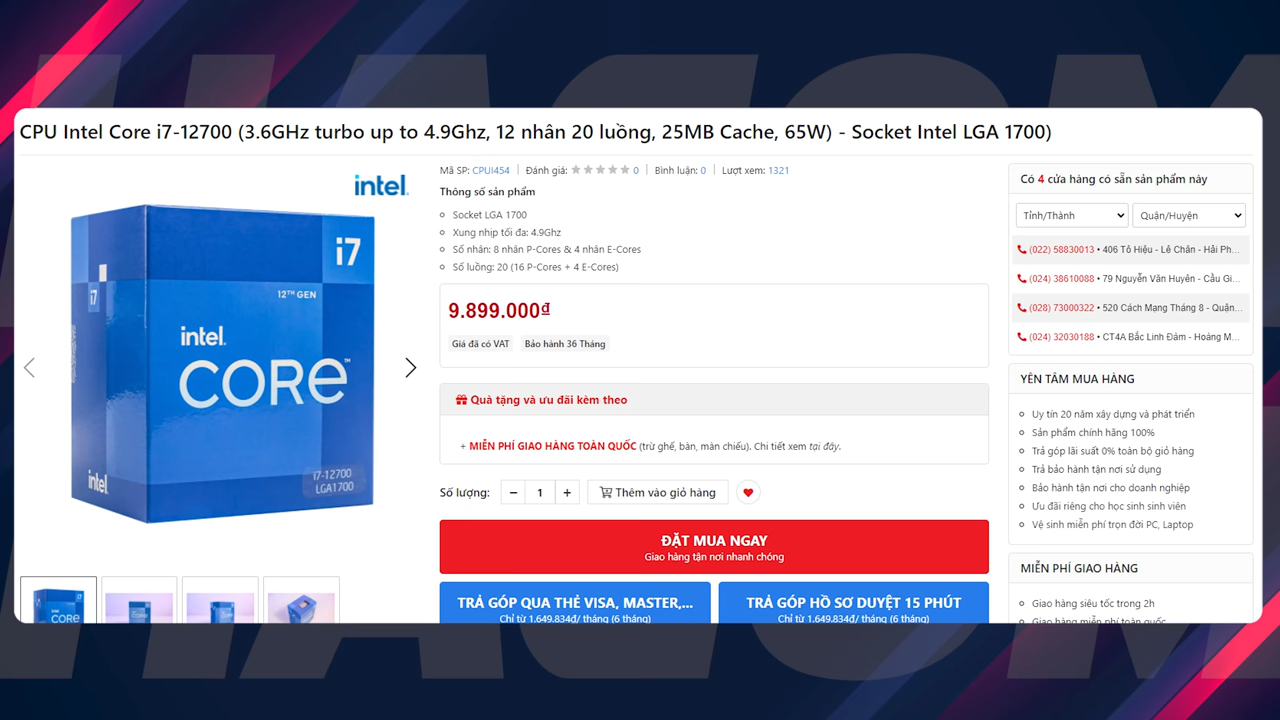 HACOM
CPU Intel Core i7-12700 (3.6GHz turbo up to 4.9Ghz, 12 nhân 20 luồng, 25MB Cache, 65W) - Socket Intel LGA 1700)
intel.
i7
12TH GEN
i7
intel.
CORE™
intel.
i7-12700
LGA1700
Mã SP: CPUI454 | Đánh giá: ★★★★★ 0 | Bình luận: 0 | Lượt xem: 1321
Thông số sản phẩm
Socket LGA 1700
Xung nhịp tối đa: 4.9Ghz
Số nhân: 8 nhân P-Cores & 4 nhân E-Cores
Số luồng: 20 (16 P-Cores + 4 E-Cores)
9.899.000₫
Giá đã có VAT Bảo hành 36 Tháng
Quà tặng và ưu đãi kèm theo
+ MIỄN PHÍ GIAO HÀNG TOÀN QUỐC (trừ ghế, bàn, màn chiếu). Chi tiết xem tại đây.
Số lượng: − 1 + Thêm vào giỏ hàng
ĐẶT MUA NGAY
Giao hàng tận nơi nhanh chóng
TRẢ GÓP QUA THẺ VISA, MASTER,...
Chỉ từ 1.649.834đ/ tháng (6 tháng)
TRẢ GÓP HỒ SƠ DUYỆT 15 PHÚT
Chỉ từ 1.649.834đ/ tháng (6 tháng)
Có 4 cửa hàng có sẵn sản phẩm này
Tỉnh/Thành Quận/Huyện
(022) 58830013 • 406 Tô Hiệu - Lê Chân - Hải Ph...
(024) 38610088 • 79 Nguyễn Văn Huyên - Cầu Gi...
(028) 73000322 • 520 Cách Mạng Tháng 8 - Quận...
(024) 32030188 • CT4A Bắc Linh Đàm - Hoàng M...
YÊN TÂM MUA HÀNG
Uy tín 20 năm xây dựng và phát triển
Sản phẩm chính hãng 100%
Trả góp lãi suất 0% toàn bộ giỏ hàng
Trả bảo hành tận nơi sử dụng
Bảo hành tận nơi cho doanh nghiệp
Ưu đãi riêng cho học sinh sinh viên
Vệ sinh miễn phí trọn đời PC, Laptop
MIỄN PHÍ GIAO HÀNG
Giao hàng siêu tốc trong 2h
Giao hàng miễn phí toàn quốc
i7
CORE
HACOM